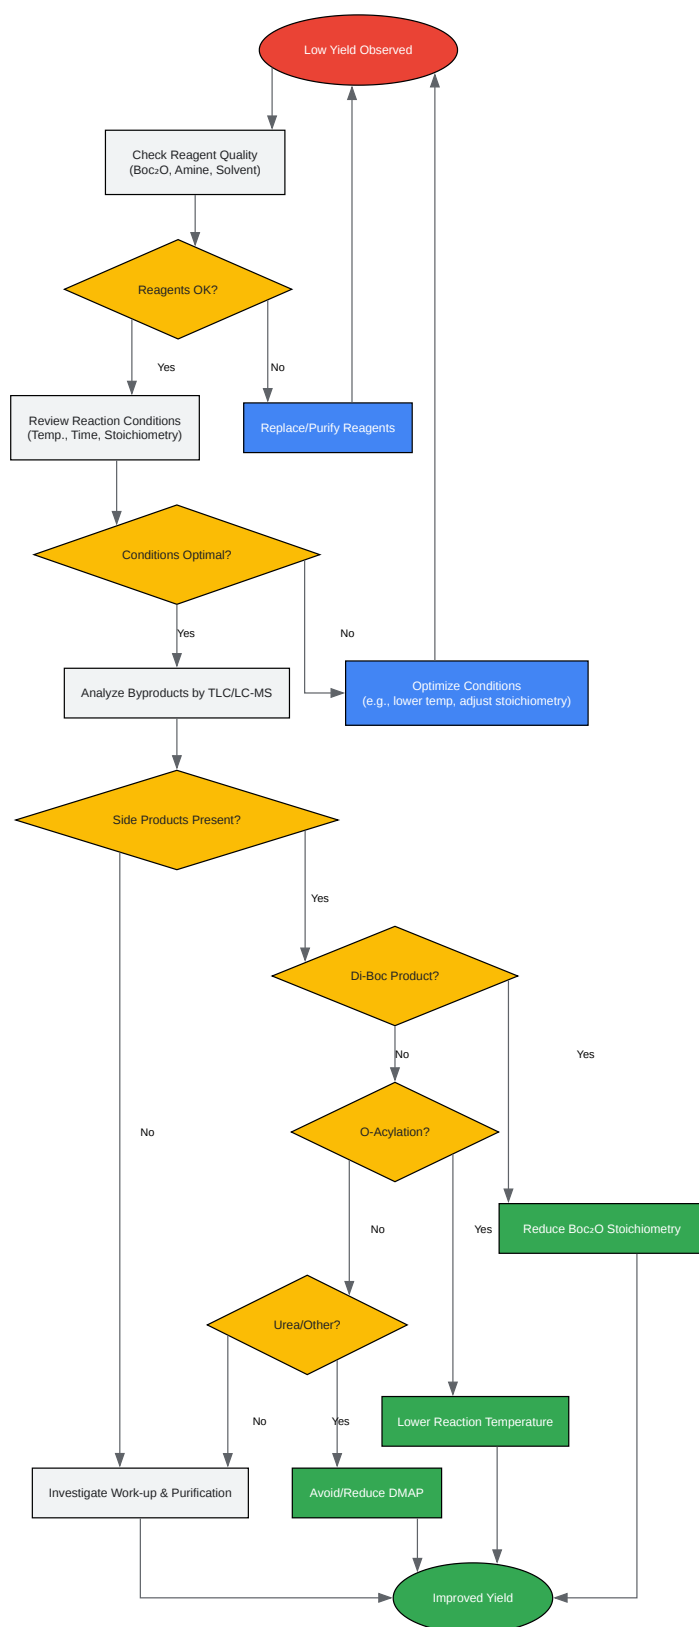 Low Yield Observed
Check Reagent Quality
(Boc₂O, Amine, Solvent)
Reagents OK?
Yes
No
Review Reaction Conditions
(Temp., Time, Stoichiometry)
Replace/Purify Reagents
Conditions Optimal?
Yes
No
Analyze Byproducts by TLC/LC-MS
Optimize Conditions
(e.g., lower temp, adjust stoichiometry)
Side Products Present?
Yes
Di-Boc Product?
No
Yes
No
O-Acylation?
No
Yes
Reduce Boc₂O Stoichiometry
Urea/Other?
No
Yes
Lower Reaction Temperature
Investigate Work-up & Purification
Avoid/Reduce DMAP
Improved Yield